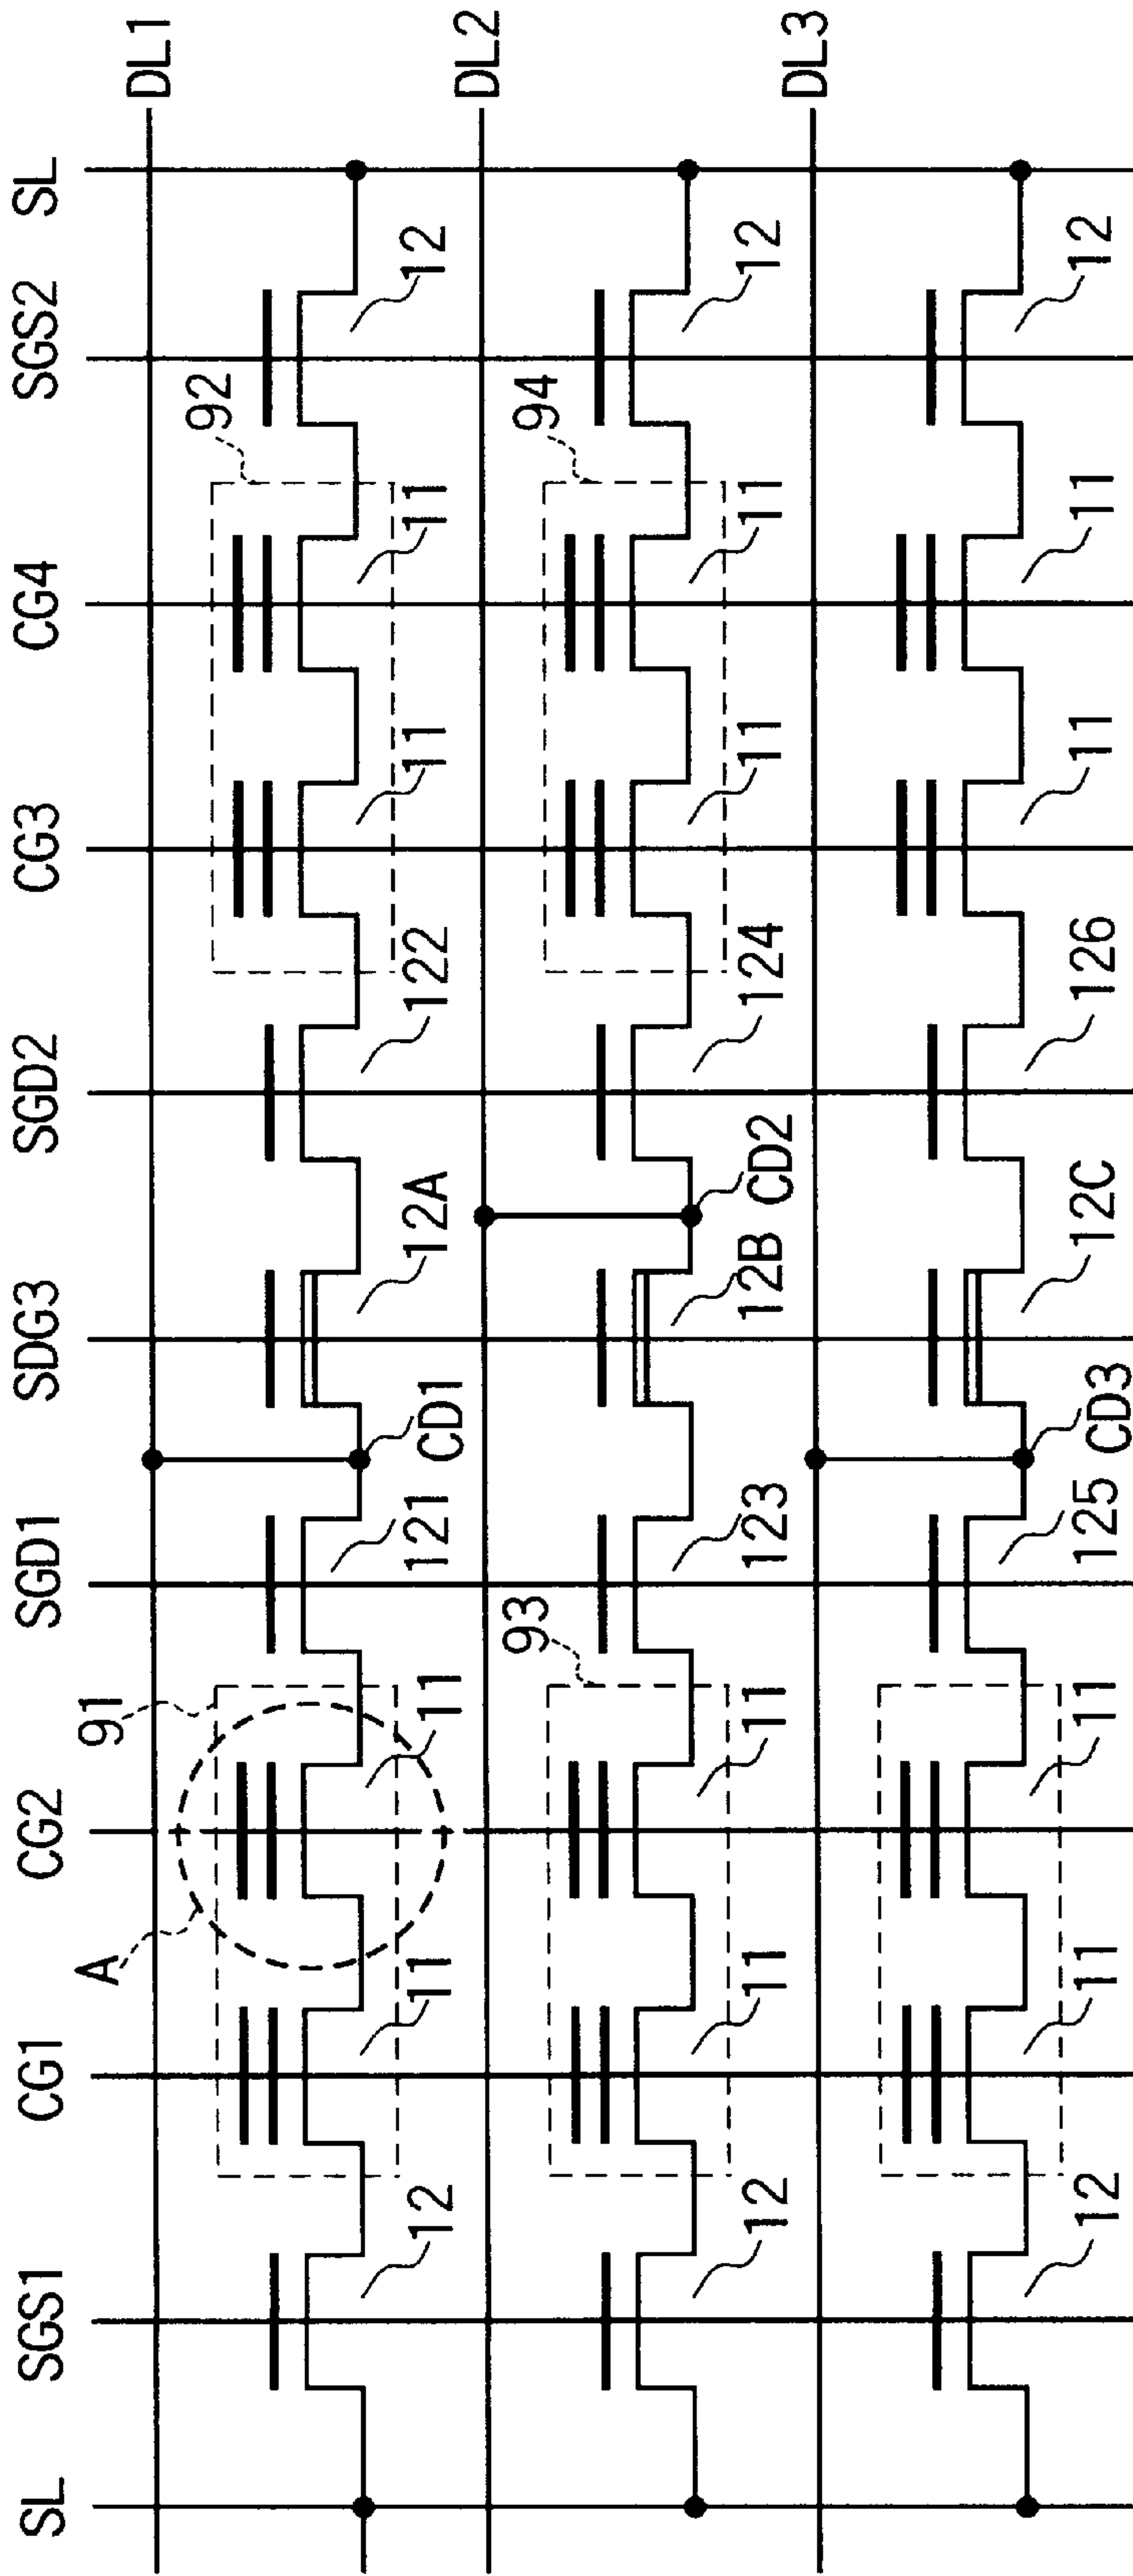 SL SGS1 CG1 CG2 SGD1 SDG3 SGD2 CG3 CG4 SGS2 SL
A 91 DL1
92
12 11 11 121 CD1 12A 122 11 11 12
DL2
93 94
12 11 11 123 12B CD2 124 11 11 12
DL3
12 11 11 125 CD3 12C 126 11 11 12